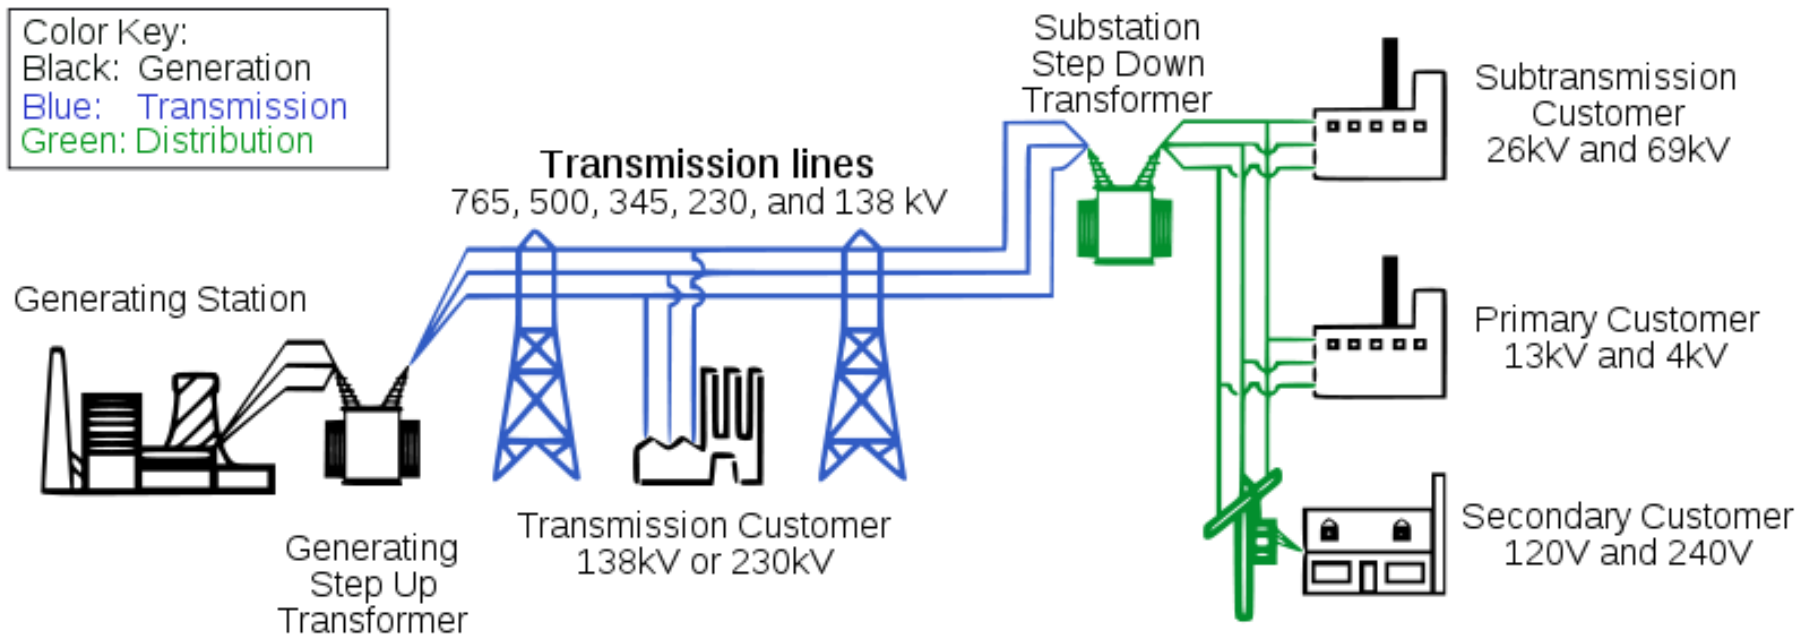 Color Key:
Black: Generation
Blue: Transmission
Green: Distribution
Generating Station
Generating
Step Up
Transformer
Transmission lines
765, 500, 345, 230, and 138 kV
Transmission Customer
138kV or 230kV
Substation
Step Down
Transformer
Subtransmission
Customer
26kV and 69kV
Primary Customer
13kV and 4kV
Secondary Customer
120V and 240V